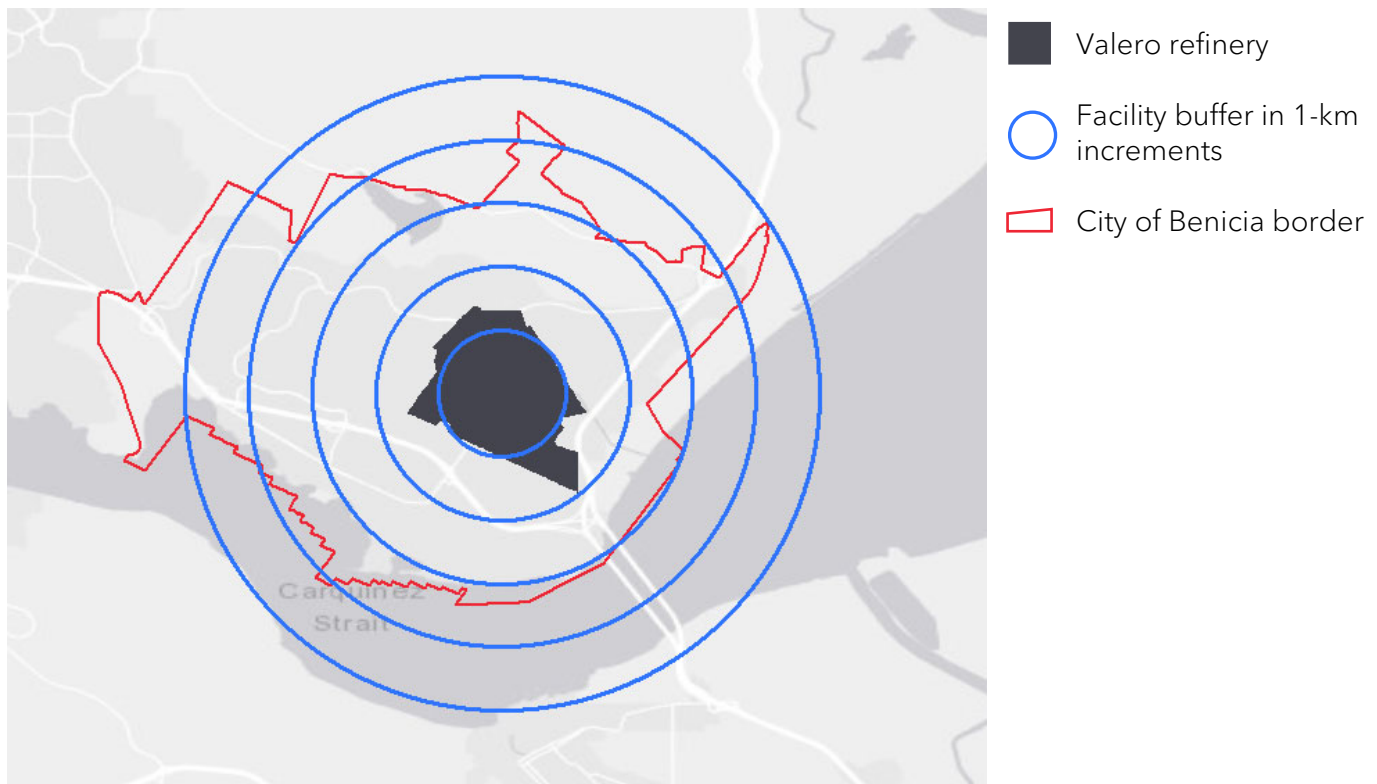 Valero refinery
Facility buffer in 1-km
increments
City of Benicia border
Carquinez
Strait